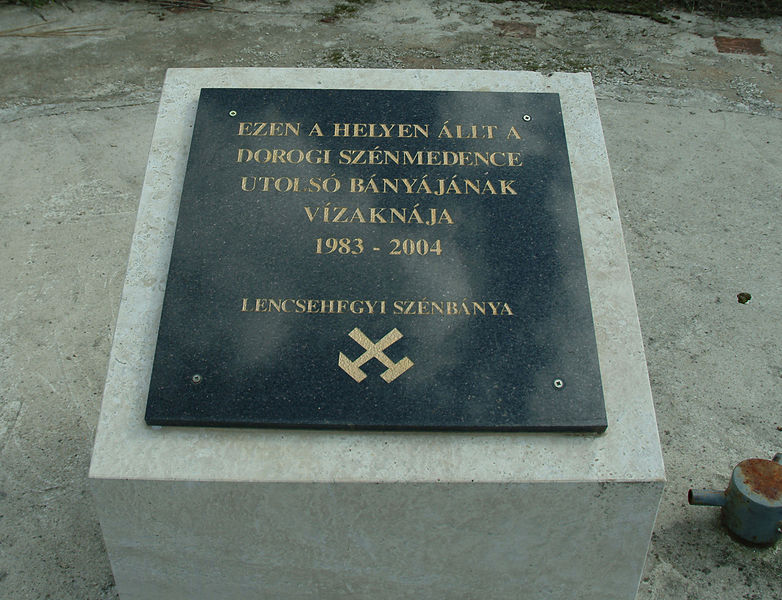 EZEN A HELYEN ÁLLT A
DOROGI SZÉNMEDENCE
UTOLSÓ BÁNYÁJÁNAK
VÍZAKNÁJA
1983 - 2004
LENCSEHEGYI SZÉNBÁNYA